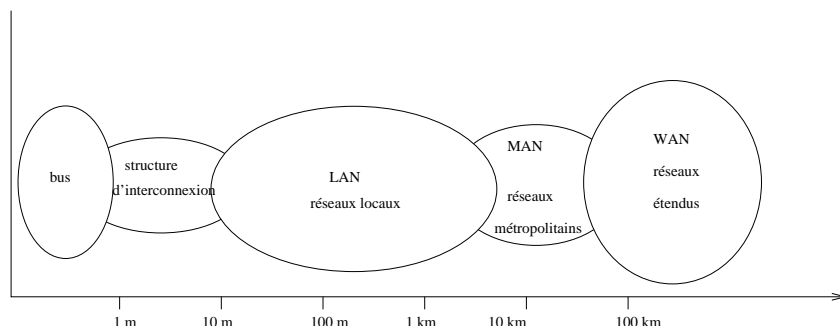 bus
structure
d'interconnexion
LAN
réseaux locaux
MAN
réseaux
métropolitains
WAN
réseaux
étendus
1 m
10 m
100 m
1 km
10 km
100 km